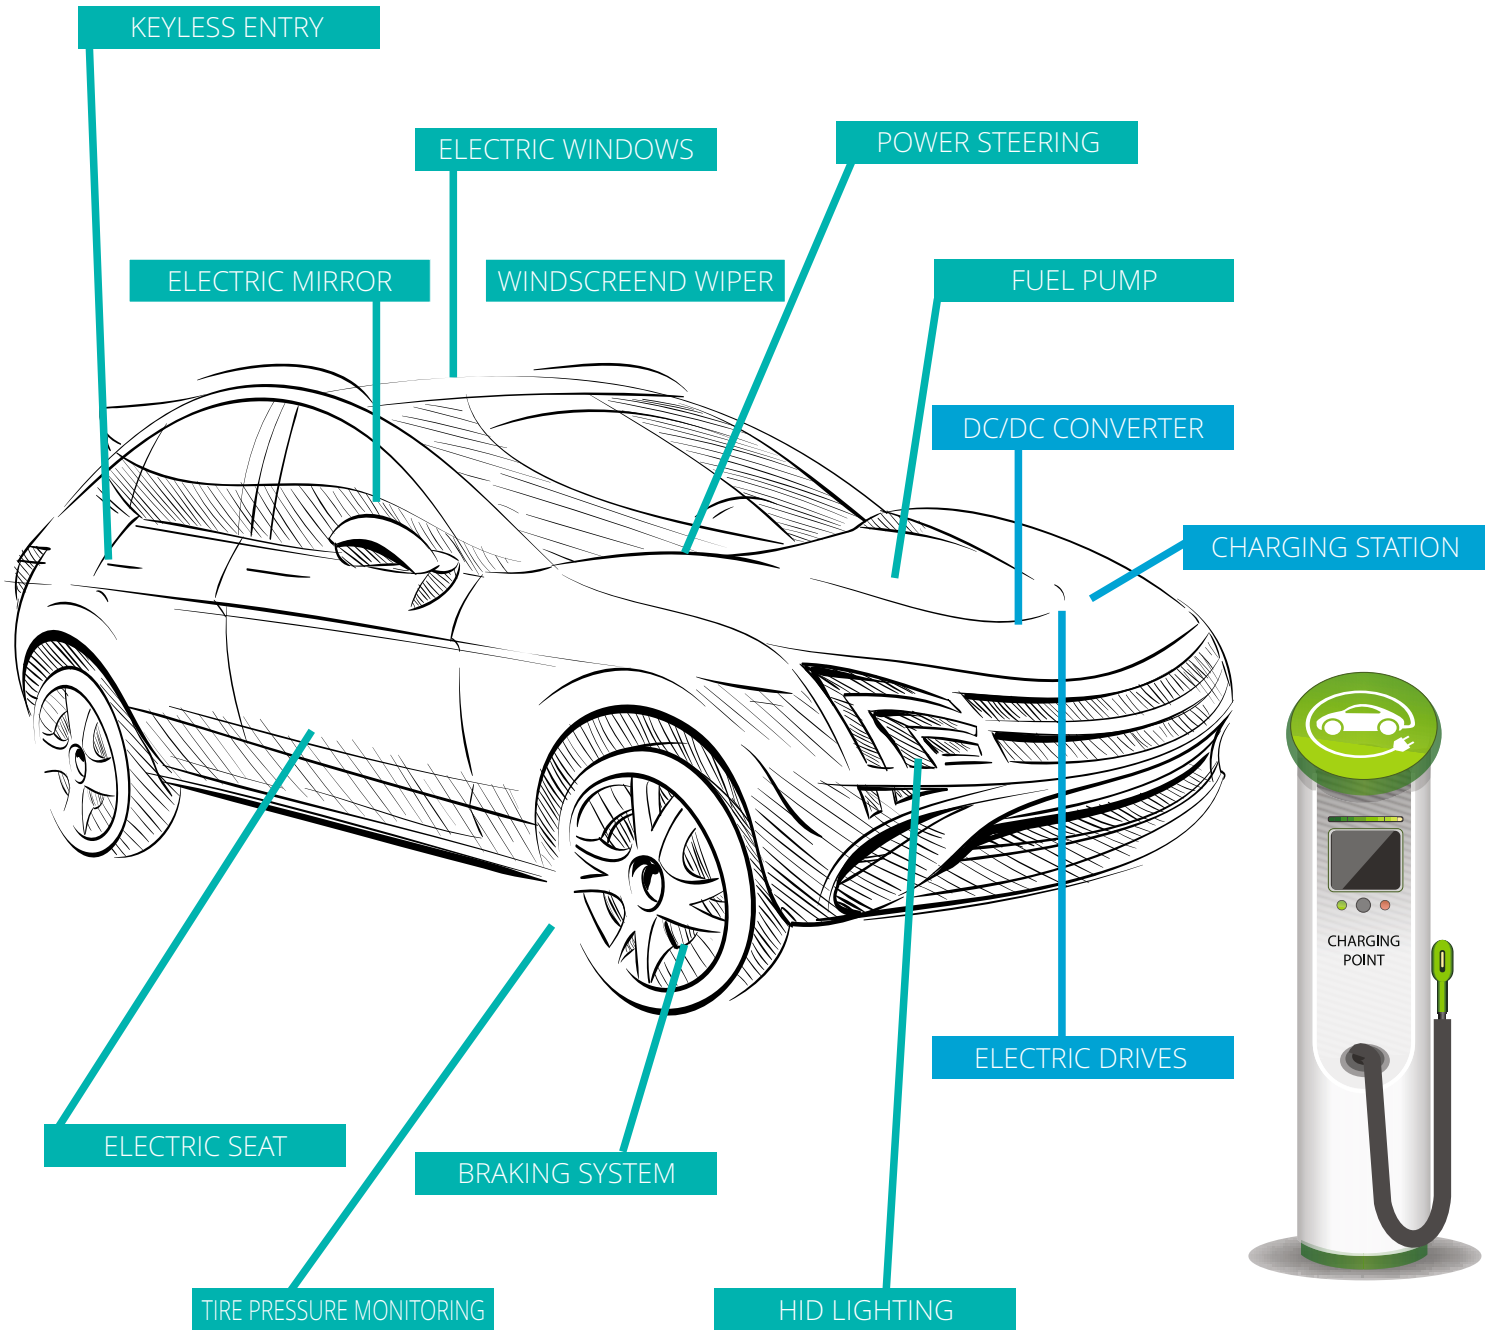 KEYLESS ENTRY
ELECTRIC WINDOWS
POWER STEERING
ELECTRIC MIRROR
WINDSCREEND WIPER
FUEL PUMP
DC/DC CONVERTER
CHARGING STATION
CHARGING
POINT
ELECTRIC DRIVES
ELECTRIC SEAT
BRAKING SYSTEM
TIRE PRESSURE MONITORING
HID LIGHTING